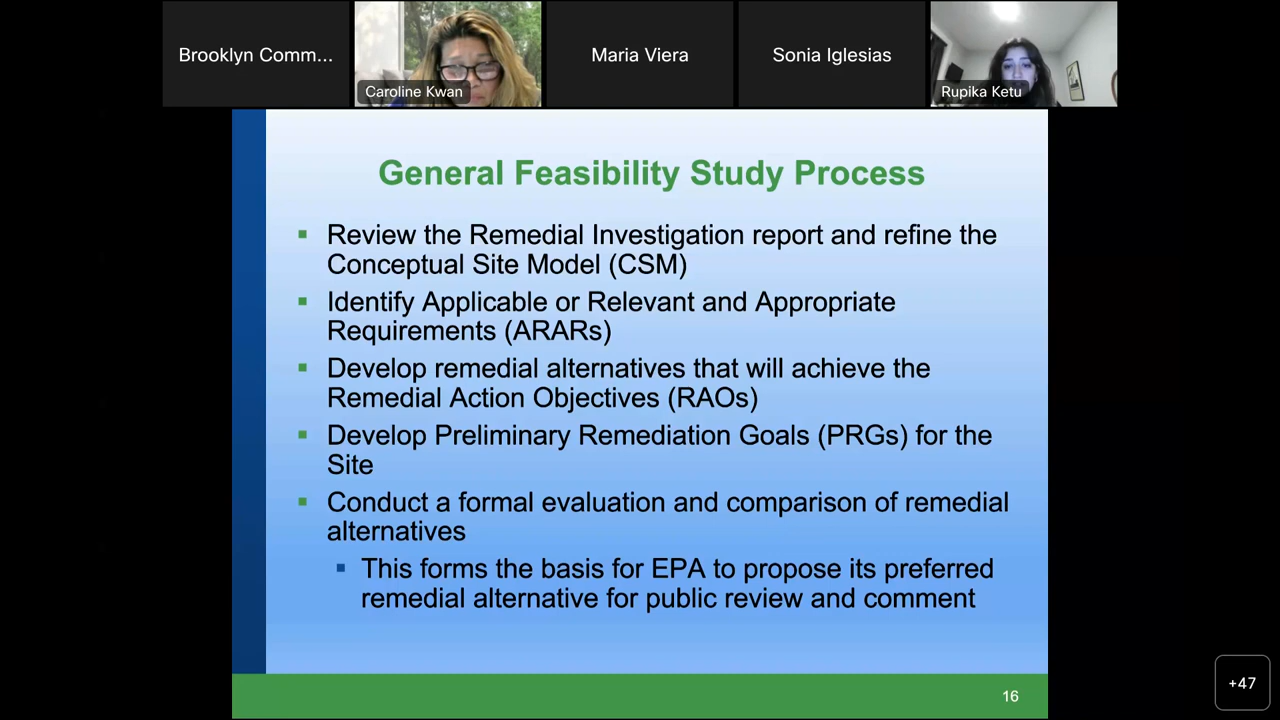 Brooklyn Comm...
Caroline Kwan
Maria Viera
Sonia Iglesias
Rupika Ketu
General Feasibility Study Process
Review the Remedial Investigation report and refine the
Conceptual Site Model (CSM)
Identify Applicable or Relevant and Appropriate
Requirements (ARARs)
Develop remedial alternatives that will achieve the
Remedial Action Objectives (RAOs)
Develop Preliminary Remediation Goals (PRGs) for the
Site
Conduct a formal evaluation and comparison of remedial
alternatives
This forms the basis for EPA to propose its preferred
remedial alternative for public review and comment
16
+47